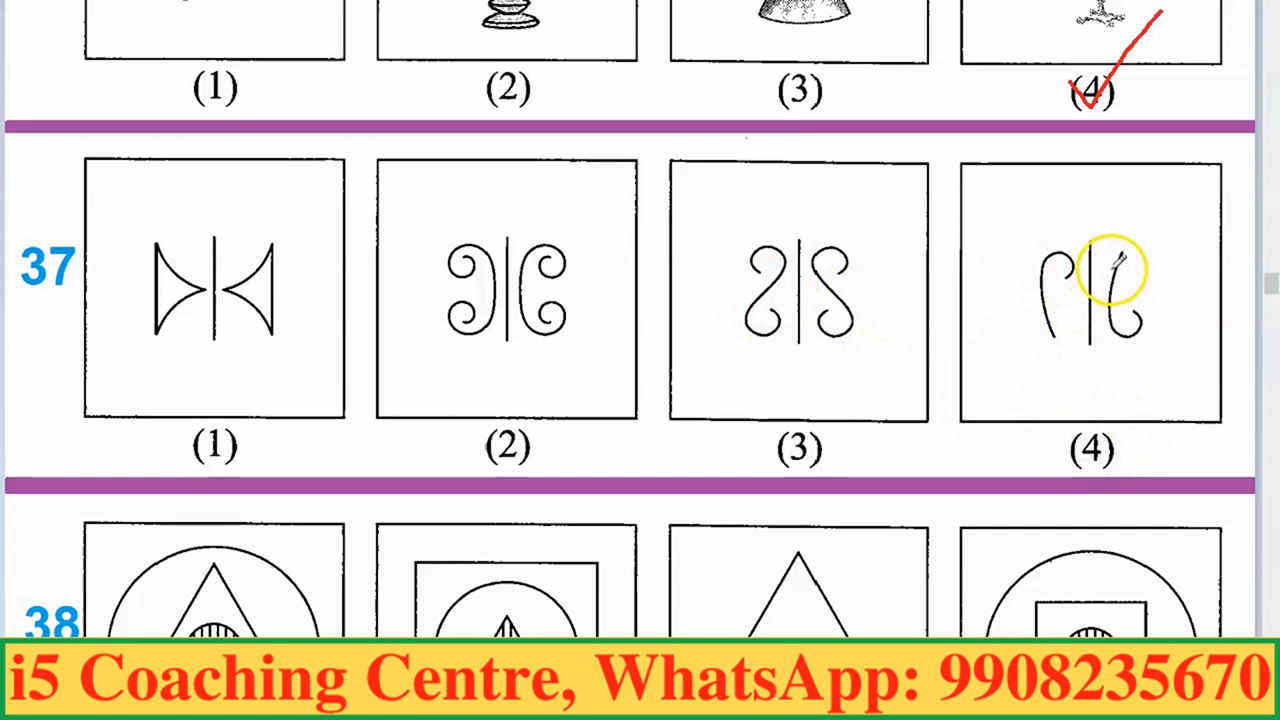 (1) (2) (3) (4)
37
(1) (2) (3) (4)
38
i5 Coaching Centre, WhatsApp: 9908235670